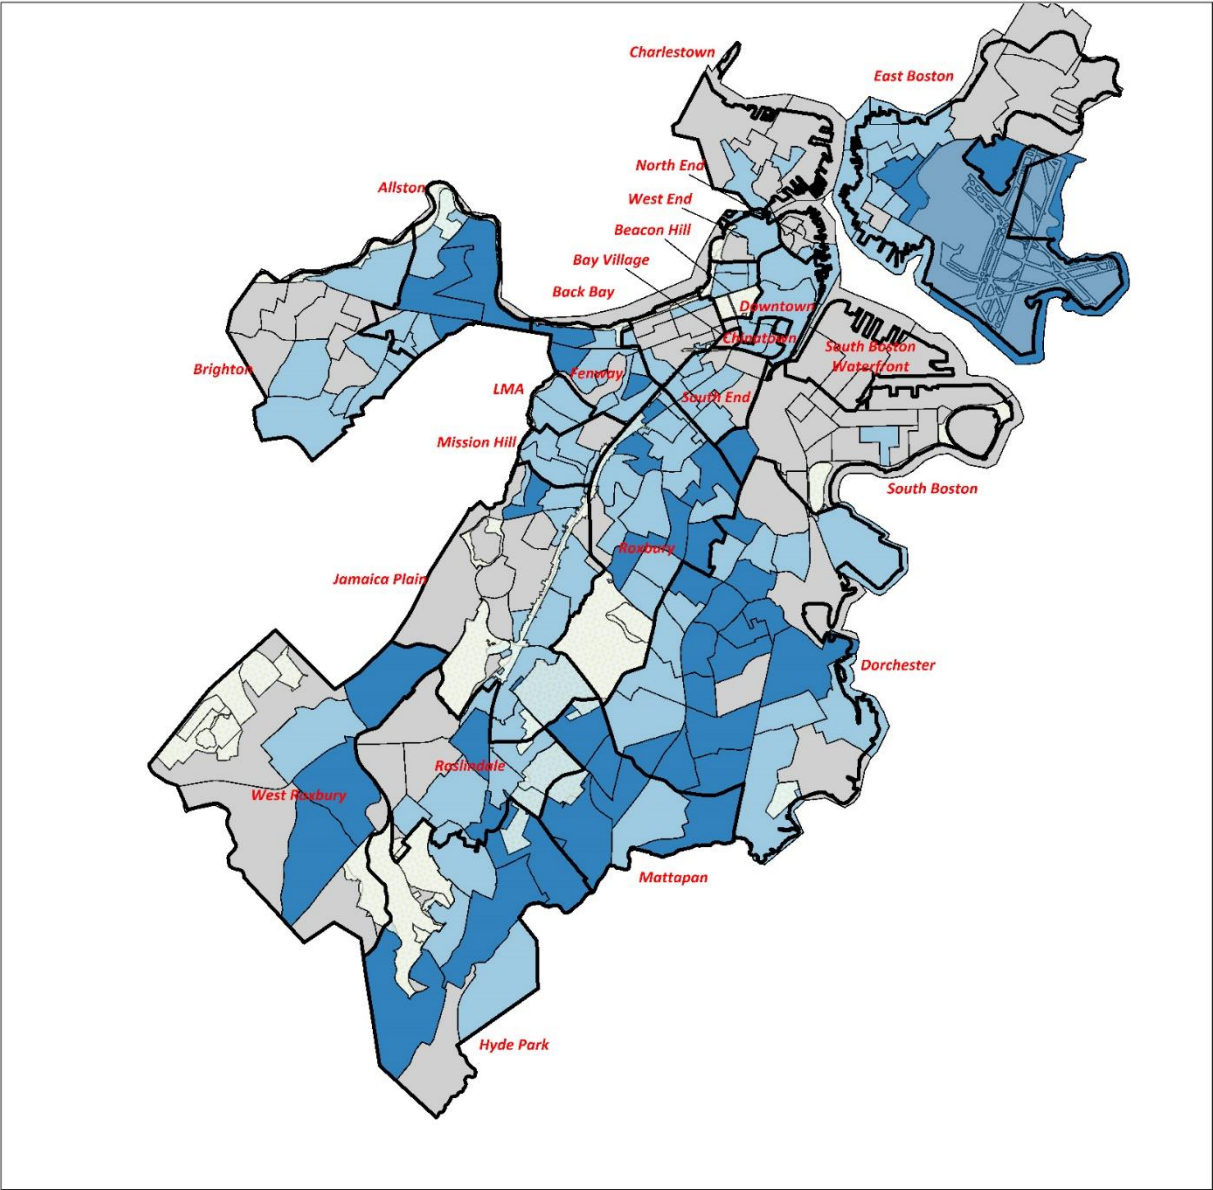 Charlestown
East Boston
North End
Allston
West End
Beacon Hill
Bay Village
Back Bay
Downtown
Chinatown
South Boston
Waterfront
Brighton
Fenway
LMA
South End
Mission Hill
South Boston
Roxbury
Jamaica Plain
Dorchester
Roslindale
West Roxbury
Mattapan
Hyde Park